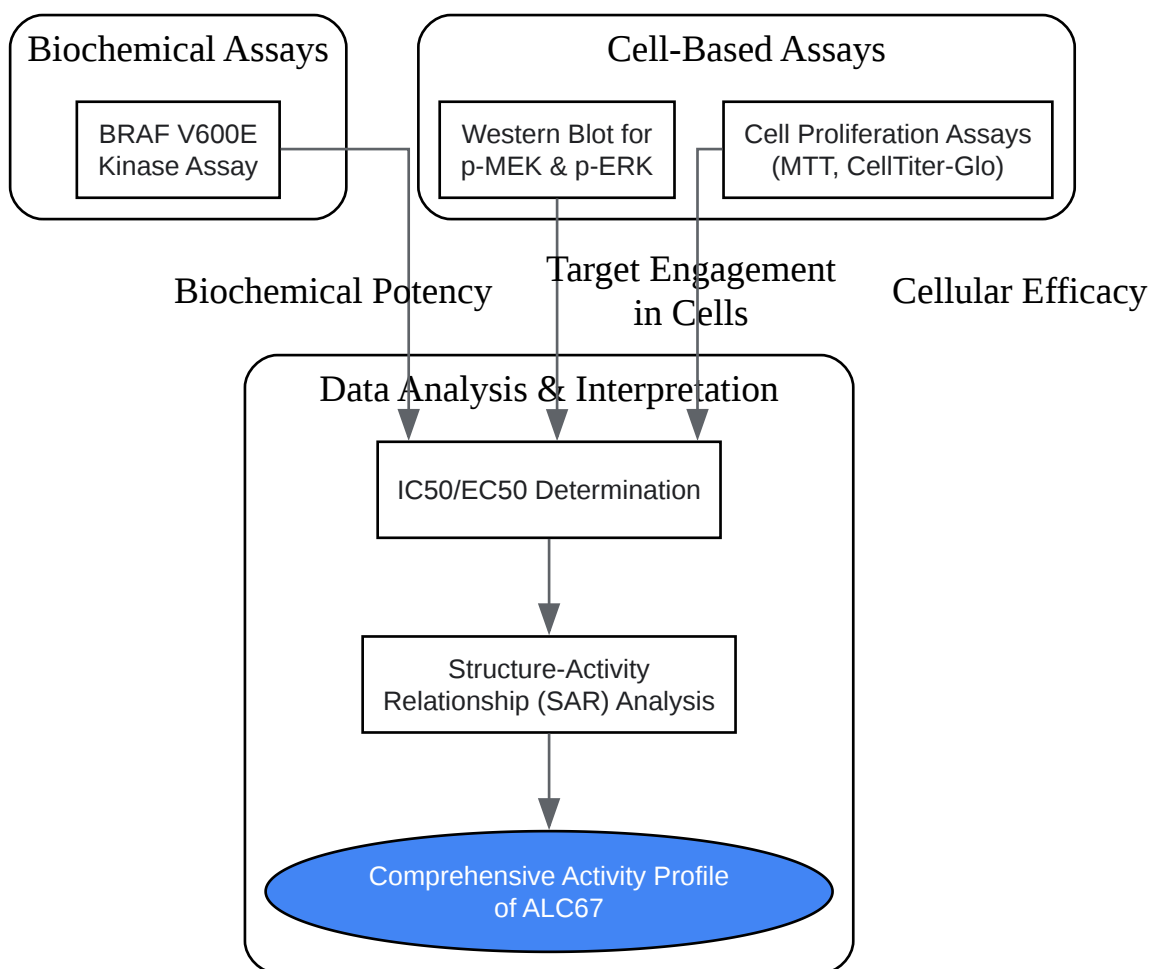 Biochemical Assays
BRAF V600E
Kinase Assay
Cell-Based Assays
Western Blot for
p-MEK & p-ERK
Cell Proliferation Assays
(MTT, CellTiter-Glo)
Biochemical Potency
Target Engagement
in Cells
Cellular Efficacy
Data Analysis & Interpretation
IC50/EC50 Determination
Structure-Activity
Relationship (SAR) Analysis
Comprehensive Activity Profile
of ALC67